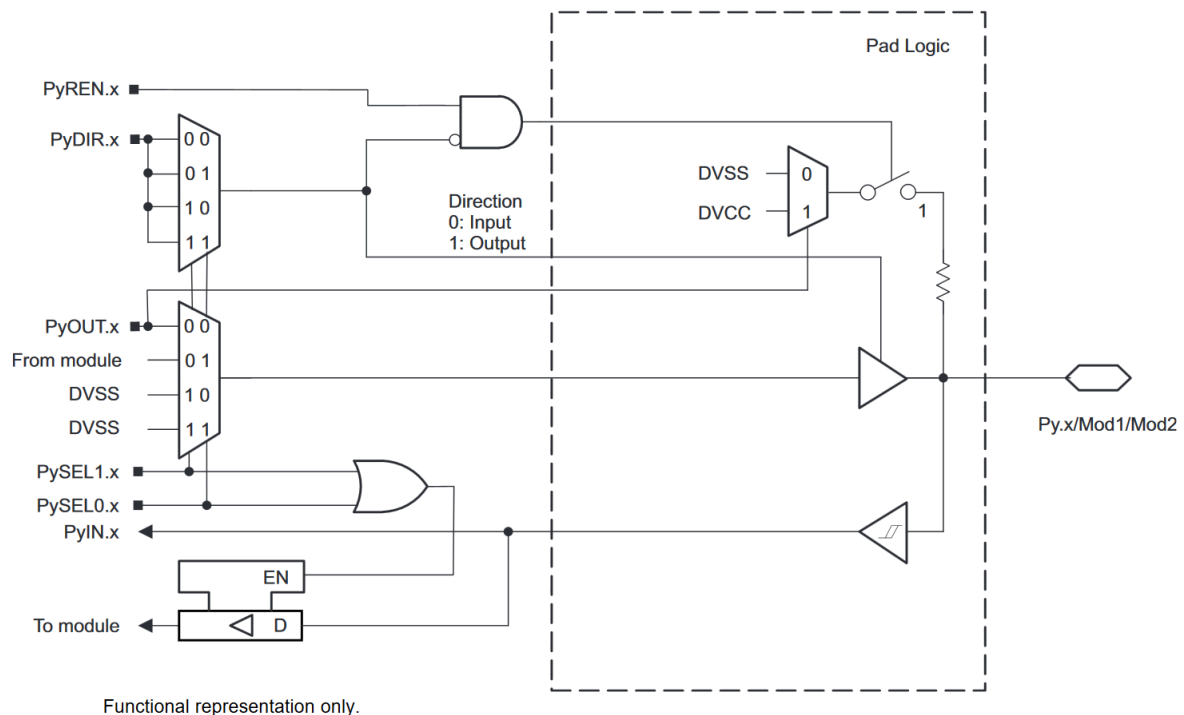 Pad Logic
PyREN.x
PyDIR.x
0 0
0 1
1 0
1 1
Direction
0: Input
1: Output
DVSS
0
DVCC
1
1
PyOUT.x
0 0
From module
0 1
DVSS
1 0
DVSS
1 1
Py.x/Mod1/Mod2
PySEL1.x
PySEL0.x
PyIN.x
EN
To module
D
Functional representation only.